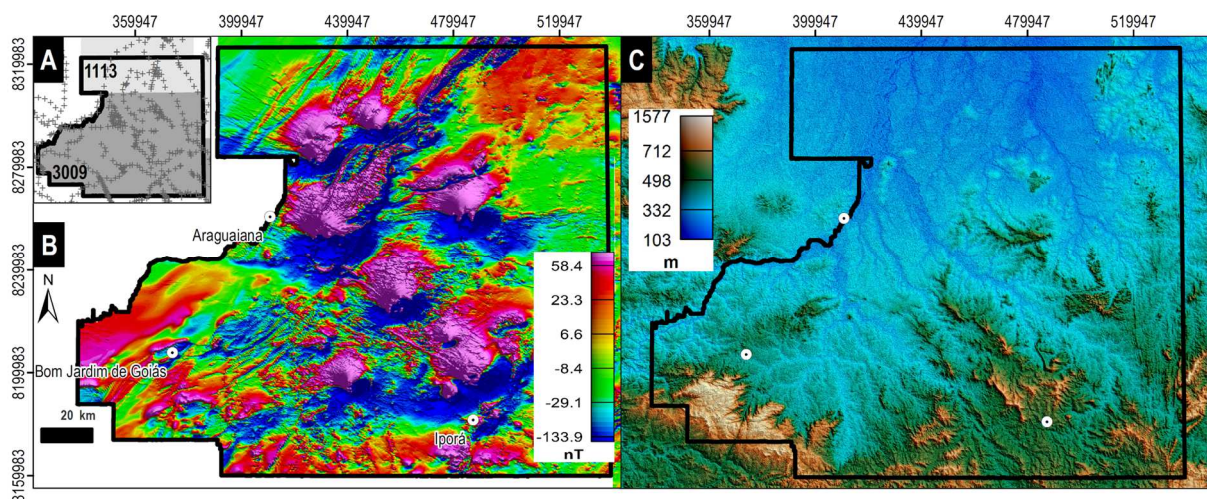 359947 399947 439947 479947 519947
359947 399947 439947 479947 519947
8319983
8279983
8239983
8199983
8159983
A
1113
3009
B
N
20 km
Araguaiana
Bom Jardim de Goiás
Iporá
58.4
23.3
6.6
-8.4
-29.1
-133.9
nT
C
1577
712
498
332
103
m